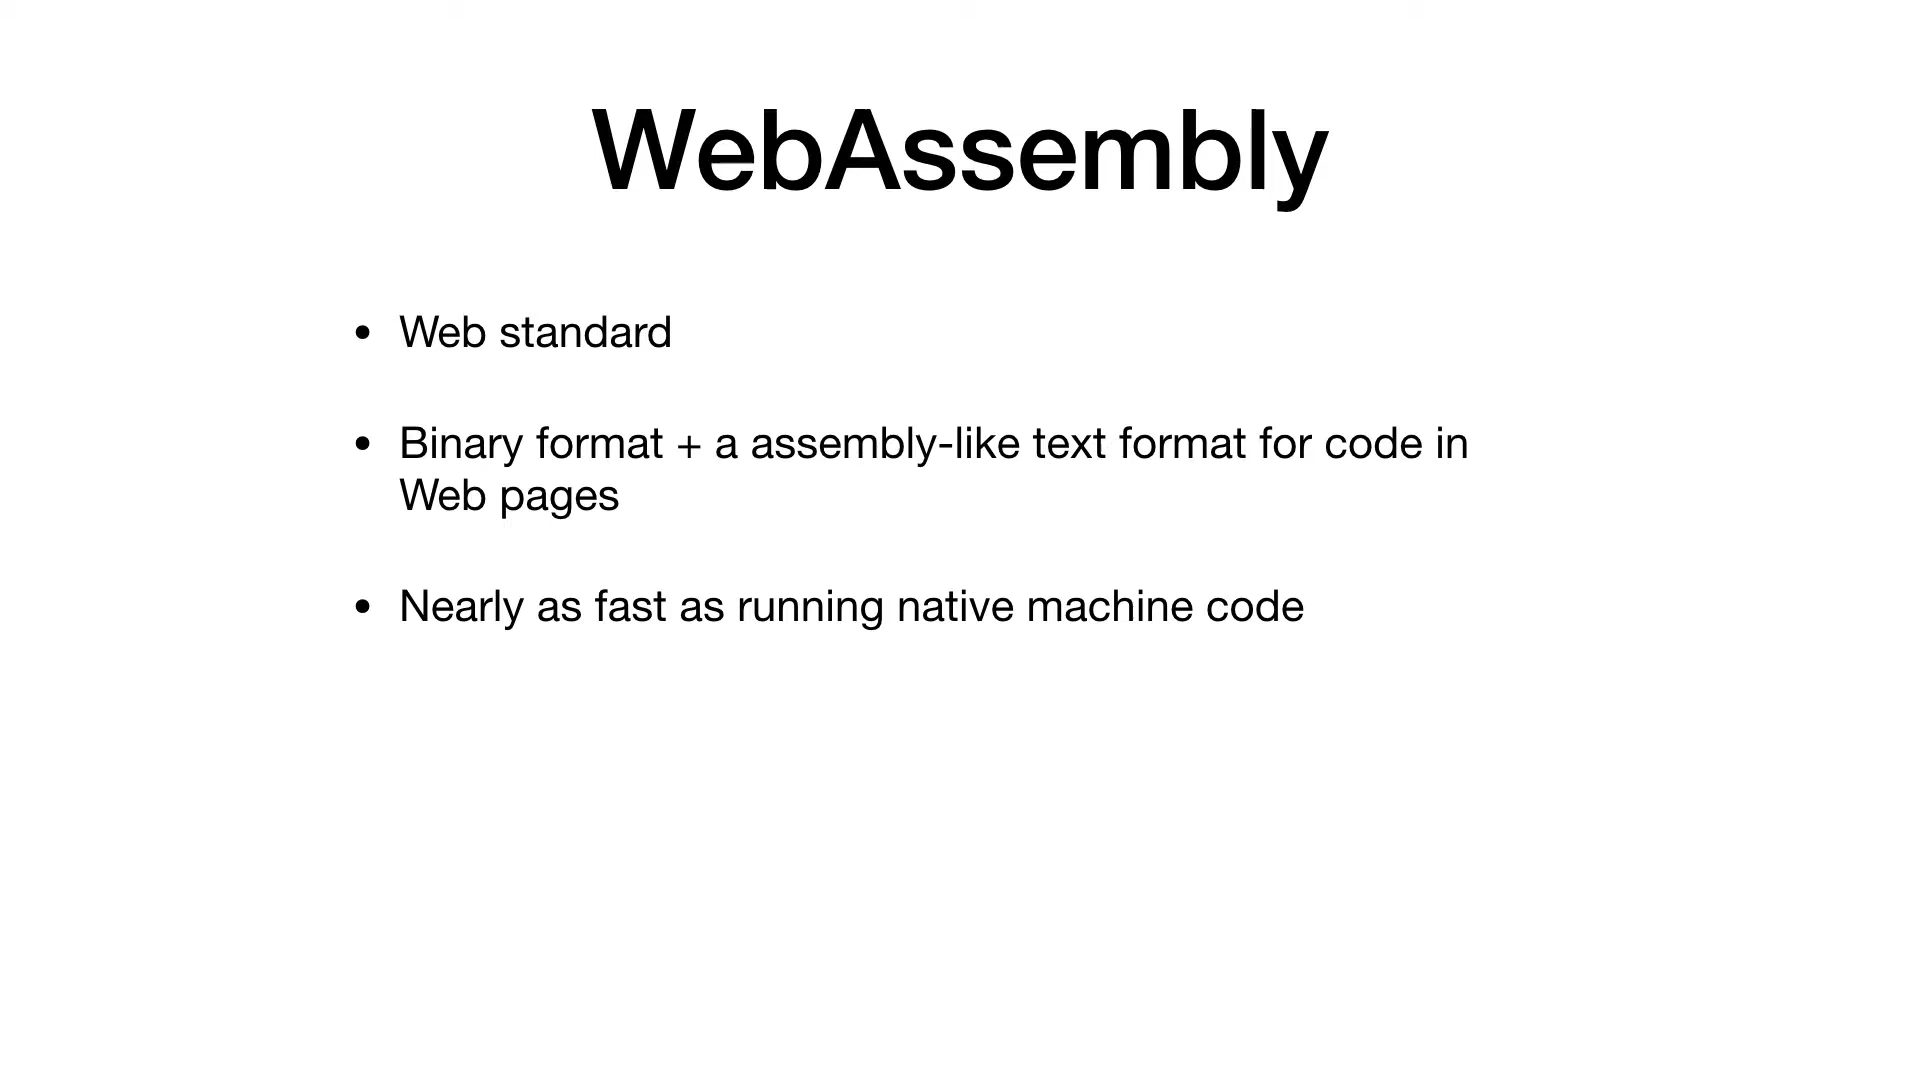 WebAssembly
• Web standard
• Binary format + a assembly-like text format for code in
Web pages
• Nearly as fast as running native machine code